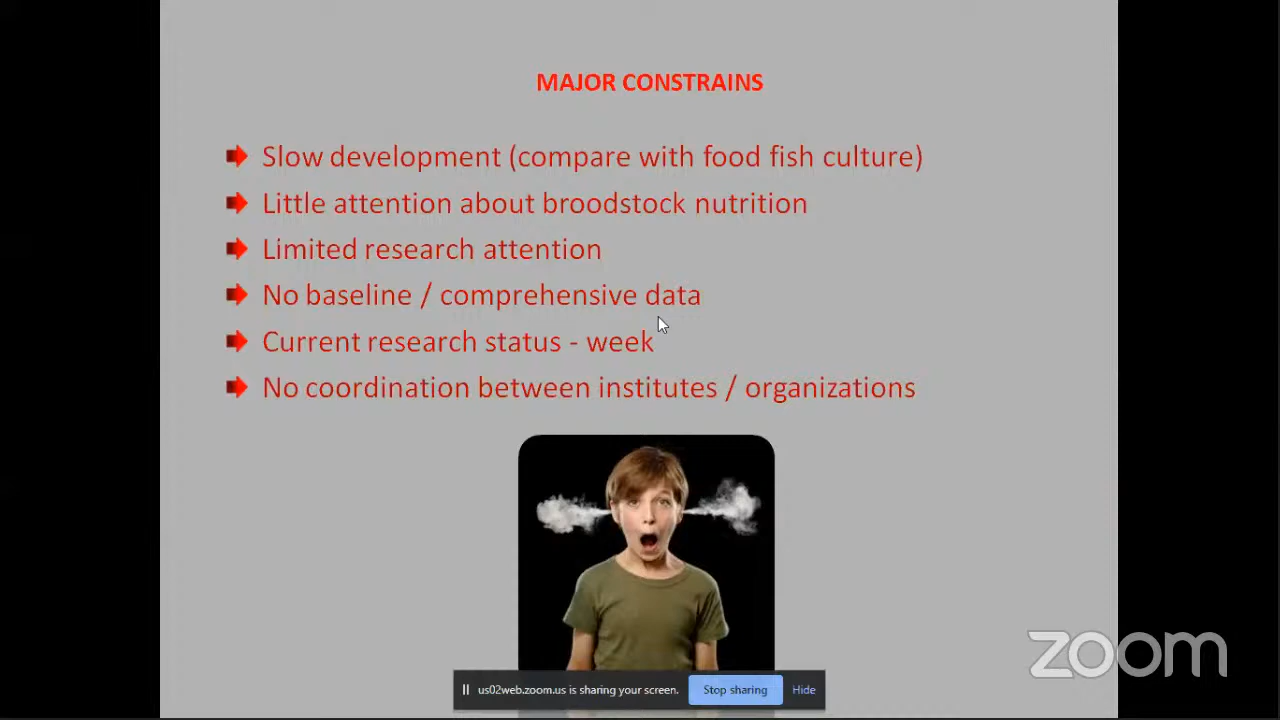 MAJOR CONSTRAINS
Slow development (compare with food fish culture)
Little attention about broodstock nutrition
Limited research attention
No baseline / comprehensive data
Current research status - week
No coordination between institutes / organizations
zoom
us02web.zoom.us is sharing your screen. Stop sharing Hide